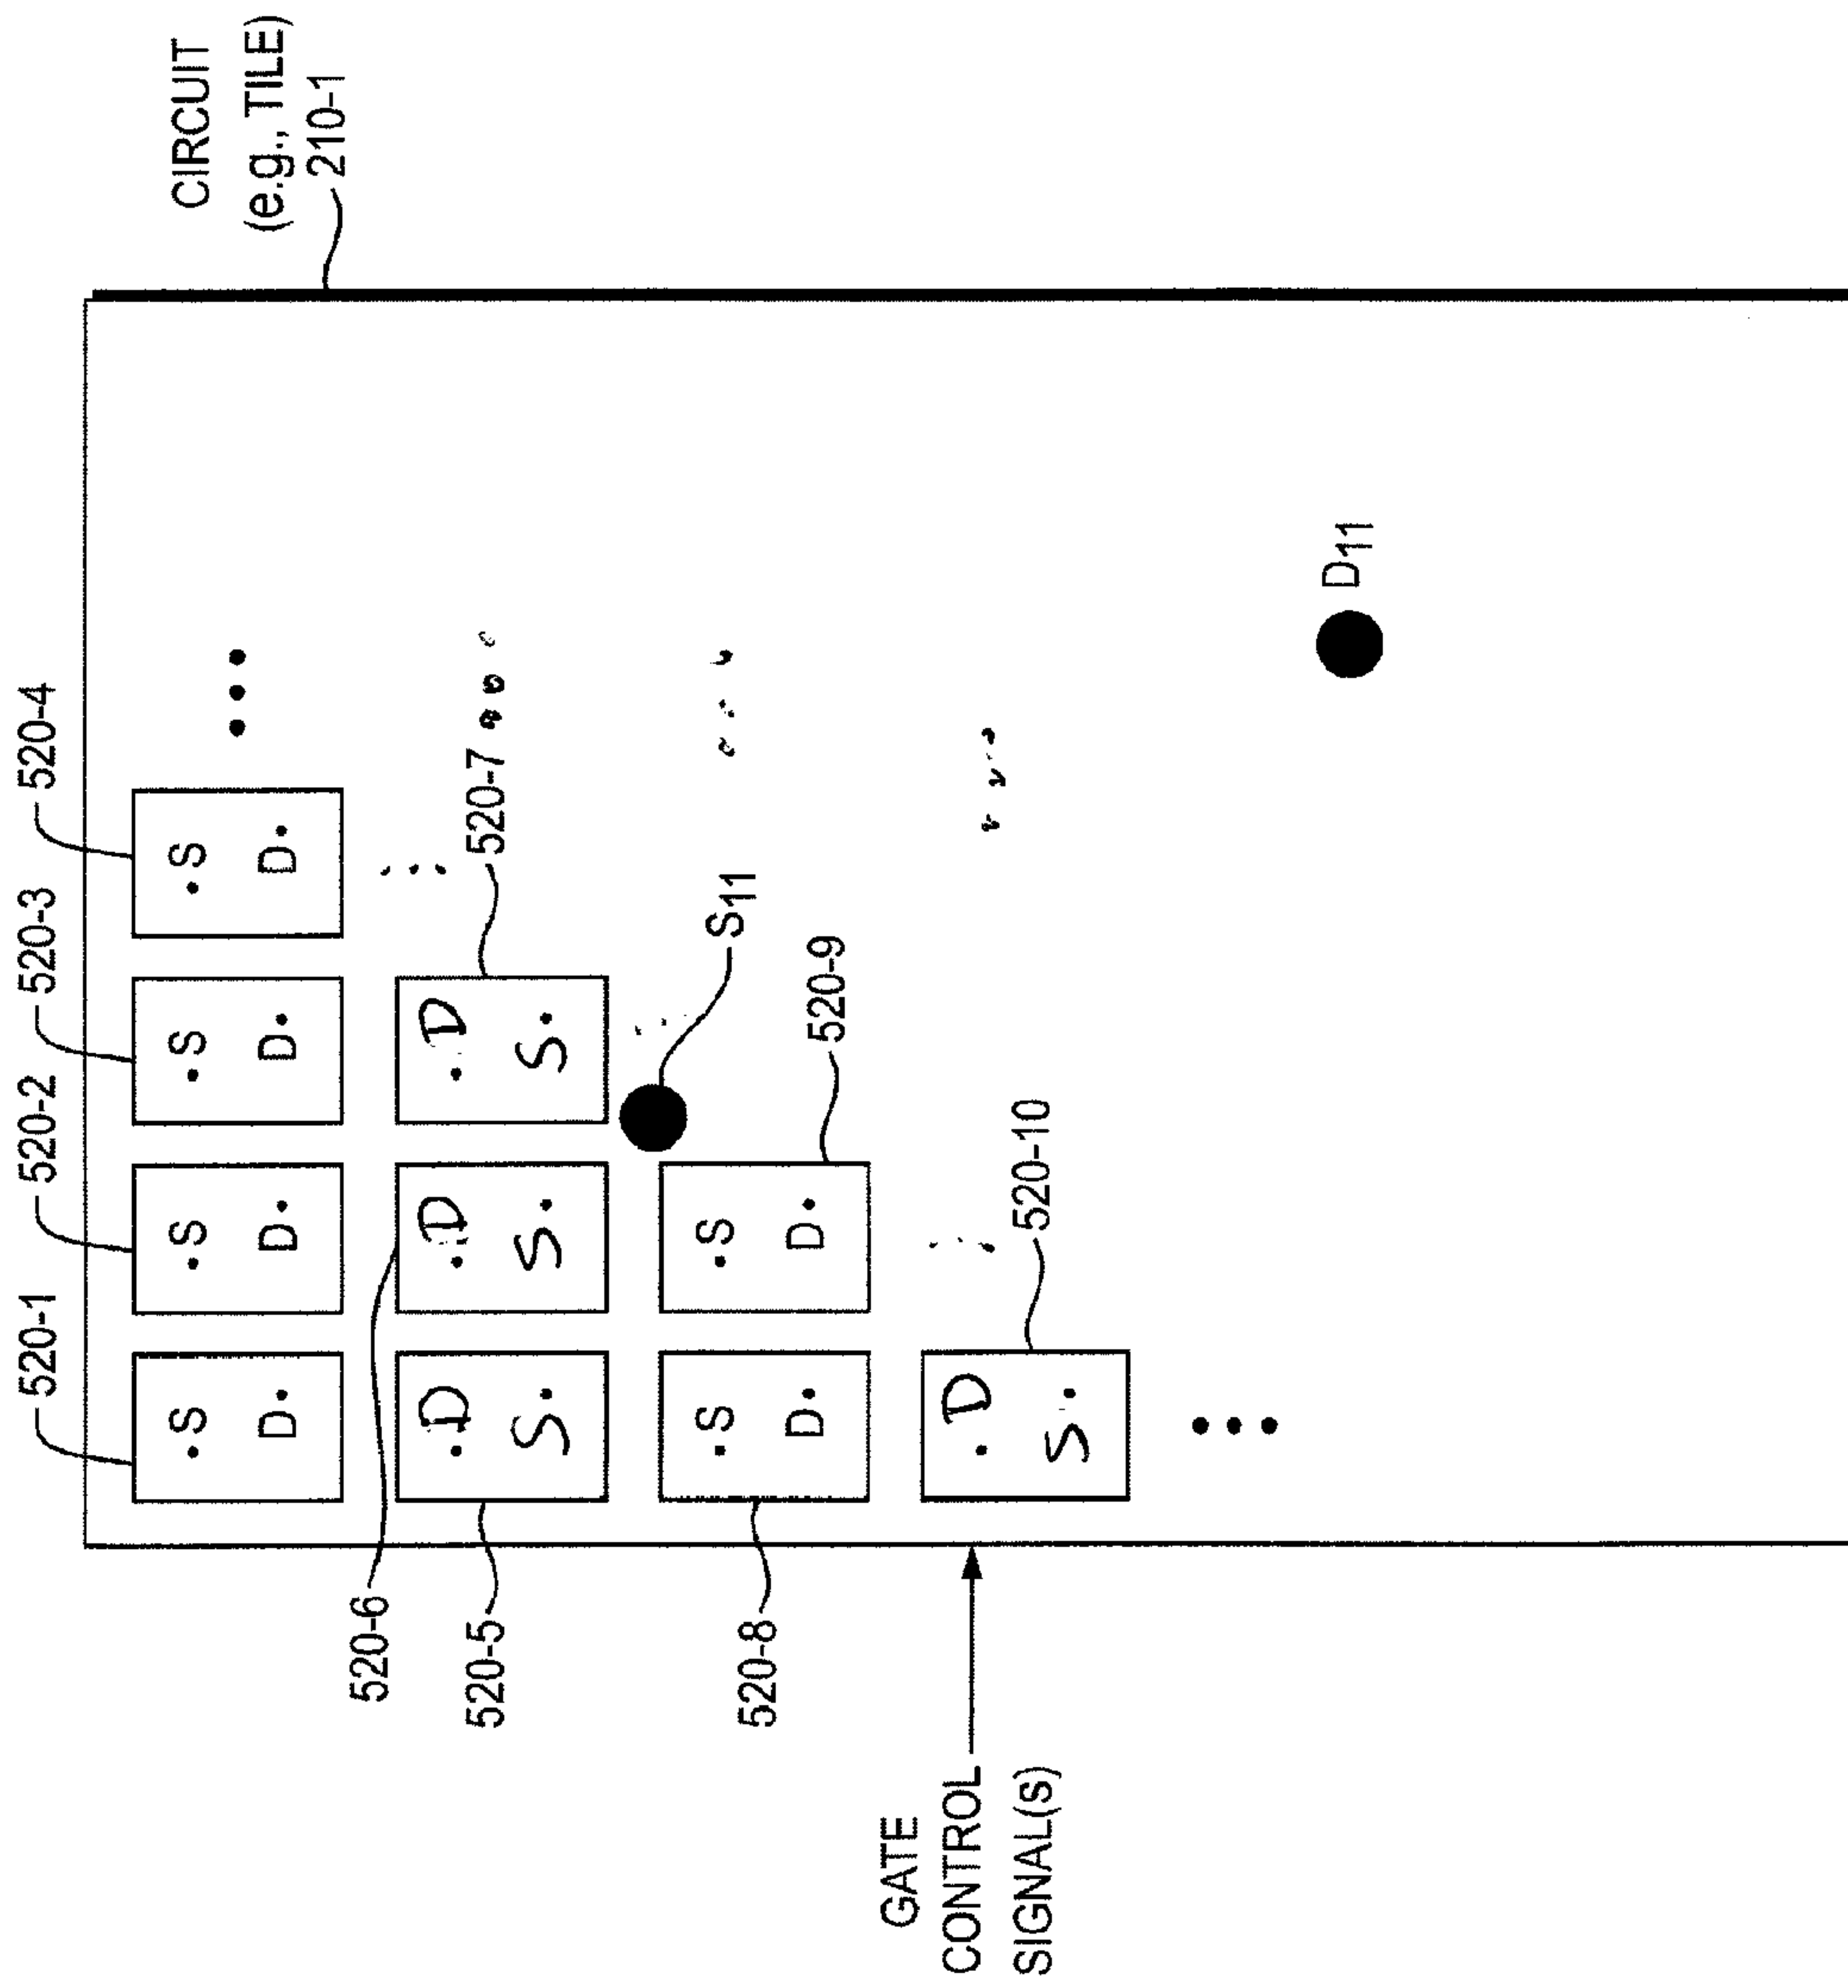 CIRCUIT
(e.g., TILE)
210-1
520-1
520-2
520-3
520-4
S
D
S
D
S
D
S
D
520-6
520-5
520-7
D
S
D
S
D
S
S11
520-8
520-9
S
D
S
D
520-10
D
S
GATE
CONTROL
SIGNAL(s)
D11